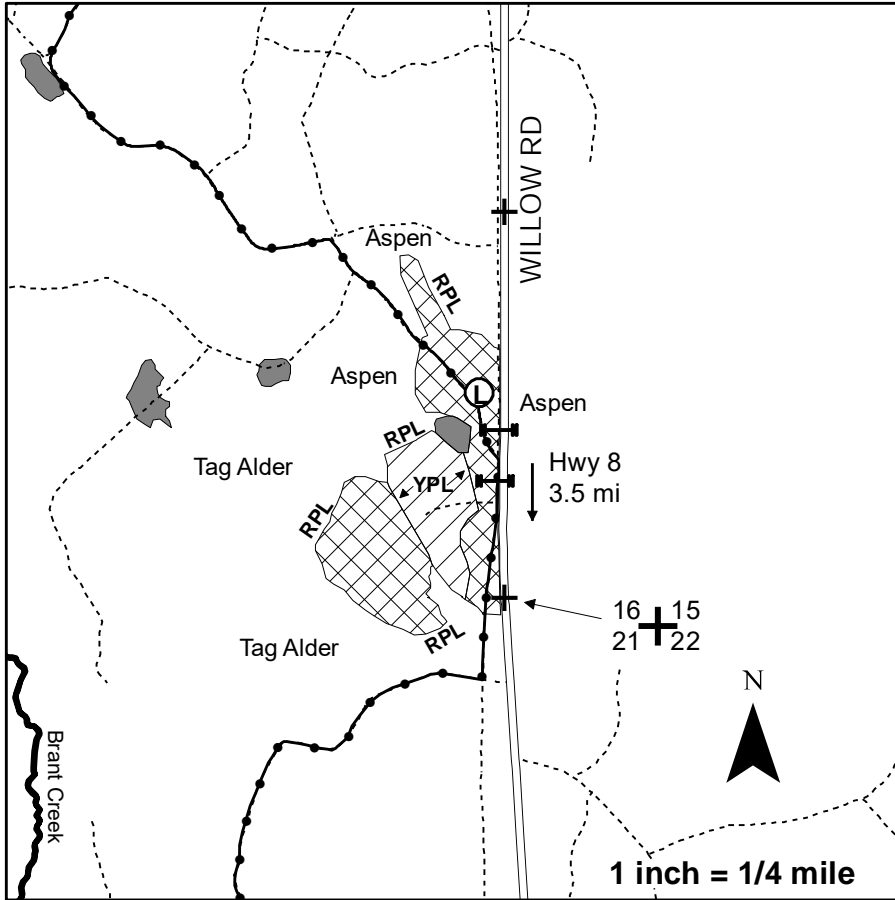 WILLOW RD
Aspen
RPL
Aspen
L
Aspen
RPL
Tag Alder
YPL
Hwy 8
3.5 mi
RPL
16 15
21 22
Tag Alder
RPL
N
Brant Creek
1 inch = 1/4 mile